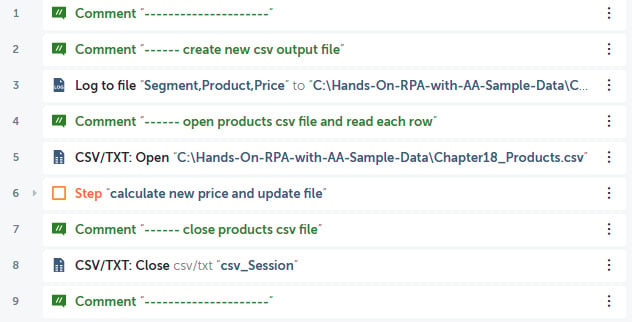 1 Comment "---------------------"
2 Comment "------ create new csv output file"
3 LOG Log to file "Segment,Product,Price" to "C:\Hands-On-RPA-with-AA-Sample-Data\C...
4 Comment "------ open products csv file and read each row"
5 CSV/TXT: Open "C:\Hands-On-RPA-with-AA-Sample-Data\Chapter18_Products.csv"
6 Step "calculate new price and update file"
7 Comment "------ close products csv file"
8 CSV/TXT: Close csv/txt "csv_Session"
9 Comment "---------------------"